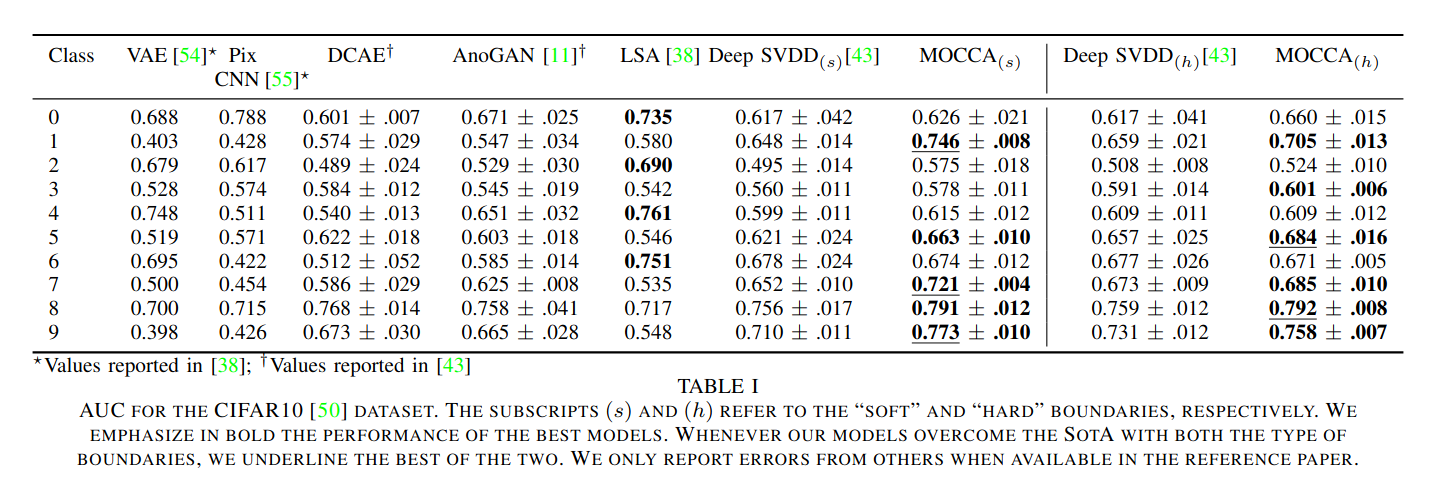 Class VAE [54]⋆ Pix DCAE† AnoGAN [11]† LSA [38] Deep SVDD(s)[43] MOCCA(s) Deep SVDD(h)[43] MOCCA(h)
CNN [55]⋆
0 0.688 0.788 0.601 ± .007 0.671 ± .025 0.735 0.617 ± .042 0.626 ± .021 0.617 ± .041 0.660 ± .015
1 0.403 0.428 0.574 ± .029 0.547 ± .034 0.580 0.648 ± .014 0.746 ± .008 0.659 ± .021 0.705 ± .013
2 0.679 0.617 0.489 ± .024 0.529 ± .030 0.690 0.495 ± .014 0.575 ± .018 0.508 ± .008 0.524 ± .010
3 0.528 0.574 0.584 ± .012 0.545 ± .019 0.542 0.560 ± .011 0.578 ± .011 0.591 ± .014 0.601 ± .006
4 0.748 0.511 0.540 ± .013 0.651 ± .032 0.761 0.599 ± .011 0.615 ± .012 0.609 ± .011 0.609 ± .012
5 0.519 0.571 0.622 ± .018 0.603 ± .018 0.546 0.621 ± .024 0.663 ± .010 0.657 ± .025 0.684 ± .016
6 0.695 0.422 0.512 ± .052 0.585 ± .014 0.751 0.678 ± .024 0.674 ± .012 0.677 ± .026 0.671 ± .005
7 0.500 0.454 0.586 ± .029 0.625 ± .008 0.535 0.652 ± .010 0.721 ± .004 0.673 ± .009 0.685 ± .010
8 0.700 0.715 0.768 ± .014 0.758 ± .041 0.717 0.756 ± .017 0.791 ± .012 0.759 ± .012 0.792 ± .008
9 0.398 0.426 0.673 ± .030 0.665 ± .028 0.548 0.710 ± .011 0.773 ± .010 0.731 ± .012 0.758 ± .007
⋆Values reported in [38]; †Values reported in [43]
TABLE I
AUC FOR THE CIFAR10 [50] DATASET. THE SUBSCRIPTS (s) AND (h) REFER TO THE “SOFT” AND “HARD” BOUNDARIES, RESPECTIVELY. WE
EMPHASIZE IN BOLD THE PERFORMANCE OF THE BEST MODELS. WHENEVER OUR MODELS OVERCOME THE SOTA WITH BOTH THE TYPE OF
BOUNDARIES, WE UNDERLINE THE BEST OF THE TWO. WE ONLY REPORT ERRORS FROM OTHERS WHEN AVAILABLE IN THE REFERENCE PAPER.